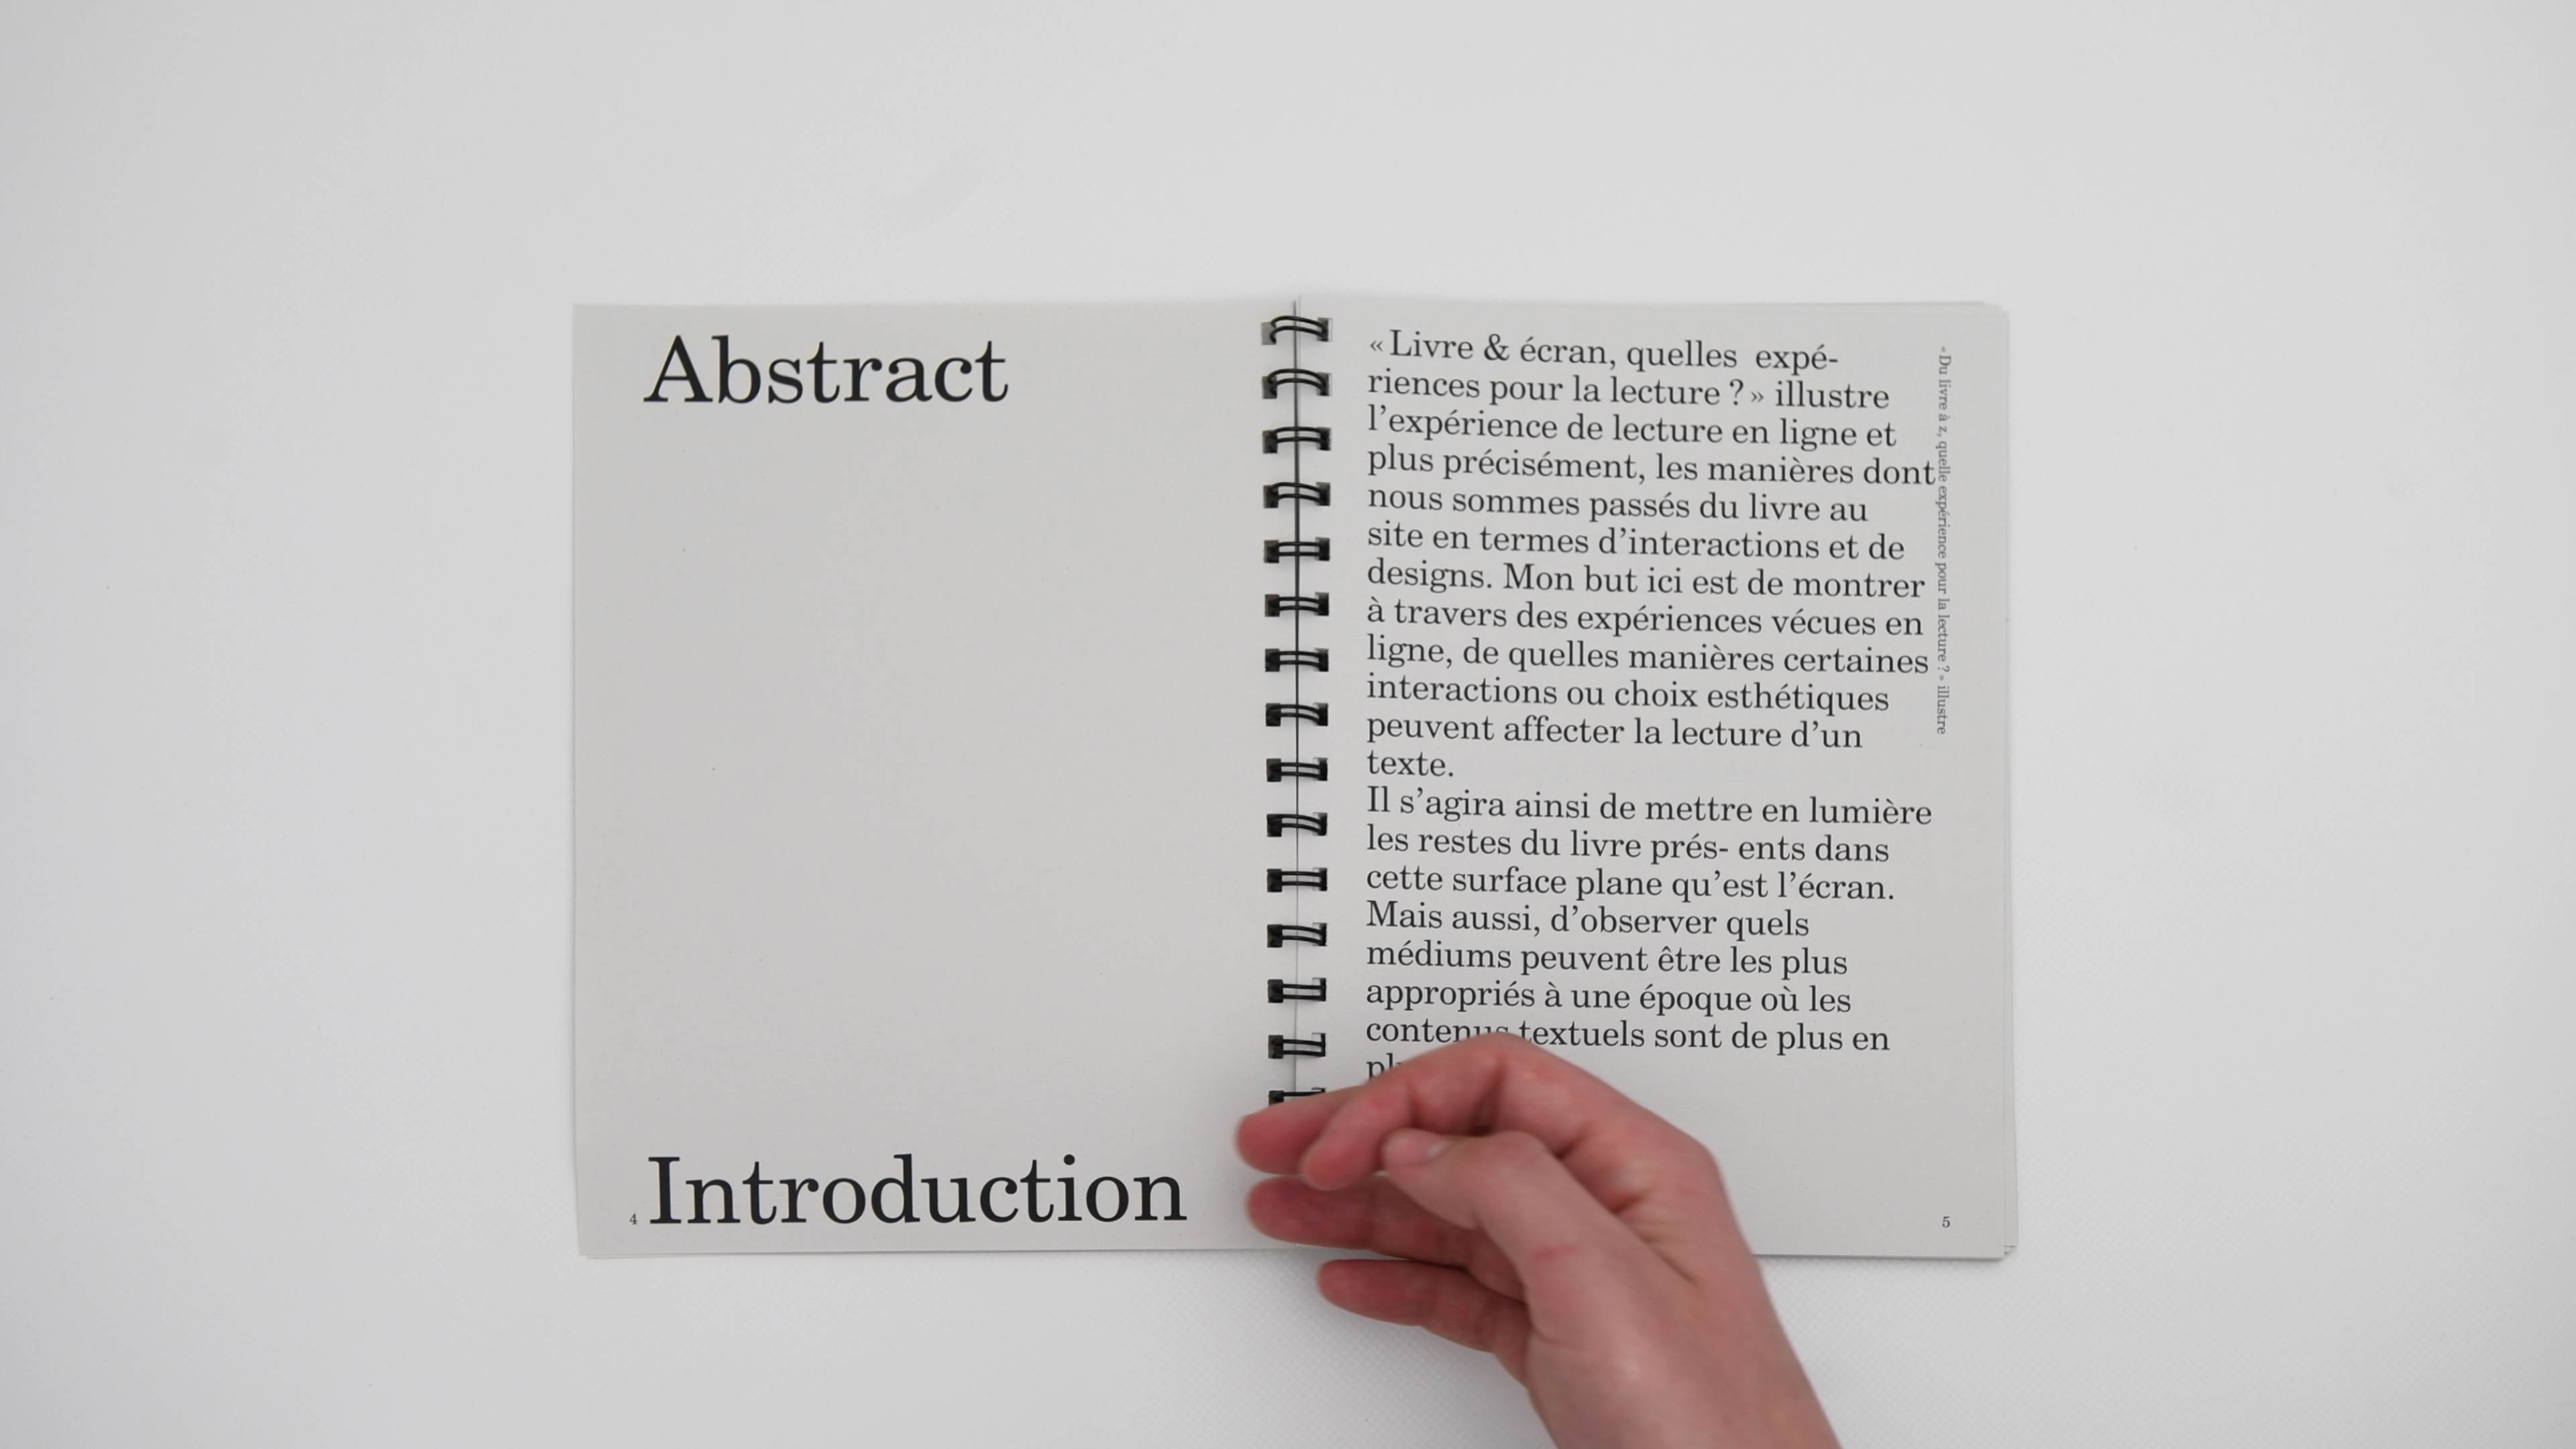 Abstract
4
Introduction
« Livre & écran, quelles  expé-
riences pour la lecture ? » illustre
l’expérience de lecture en ligne et
plus précisément, les manières dont
nous sommes passés du livre au
site en termes d’interactions et de
designs. Mon but ici est de montrer
à travers des expériences vécues en
ligne, de quelles manières certaines
interactions ou choix esthétiques
peuvent affecter la lecture d’un
texte.
Il s’agira ainsi de mettre en lumière
les restes du livre prés- ents dans
cette surface plane qu’est l’écran.
Mais aussi, d’observer quels
médiums peuvent être les plus
appropriés à une époque où les
contenus textuels sont de plus en
« Du livre à z, quelle expérience pour la lecture ? » illustre
5